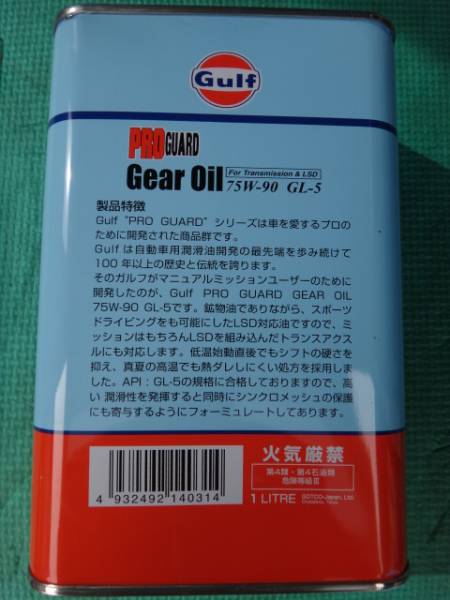 Gulf
PRO GUARD
Gear Oil
For Transmission & LSD
75W-90 GL-5
製品特徴
Gulf "PRO GUARD" シリーズは車を愛するプロの
ために開発された商品群です。
Gulf は自動車用潤滑油開発の最先端を歩み続けて
100 年以上の歴史と伝統を誇ります。
そのガルフがマニュアルミッションユーザーのために
開発したのが、Gulf PRO GUARD GEAR OIL
75W-90 GL-5です。鉱物油でありながら、スポーツ
ドライビングをも可能にしたLSD対応油ですので、ミ
ッションはもちろんLSDを組み込んだトランスアクス
ルにも対応します。低温始動直後でもシフトの硬さを
抑え、真夏の高温でも熱ダレしにくい処方を採用しまし
た。API：GL-5の規格に合格しておりますので、高
い 潤滑性を発揮すると同時にシンクロメッシュの保護
にも寄与するようにフォーミュレートしてあります。
火気厳禁
第4類・第4石油類
危険等級Ⅲ
1 LITRE
GOTCO-Japan, Ltd.
4 932492 140314